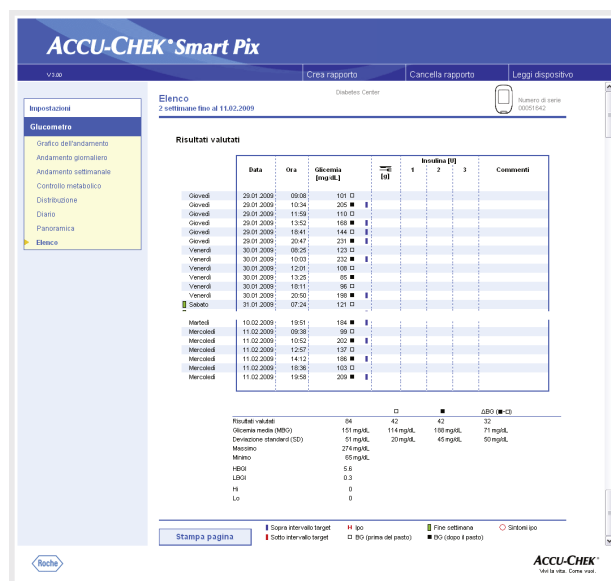 ACCU-CHEK® Smart Pix
V 3.00
Crea rapporto Cancella rapporto Leggi dispositivo
Impostazioni
Glucometro
Grafico dell'andamento
Andamento giornaliero
Andamento settimanale
Controllo metabolico
Distribuzione
Diario
Panoramica
Elenco
Elenco
2 settimane fino al 11.02.2009
Diabetes Center
Numero di serie
00051642
Risultati valutati
Insulina [U]
Data Ora Glicemia [g] 1 2 3 Commenti
[mg/dL]
Giovedì 29.01.2009 09:08 101
Giovedì 29.01.2009 10:34 205
Giovedì 29.01.2009 11:59 110
Giovedì 29.01.2009 13:52 168
Giovedì 29.01.2009 18:41 144
Giovedì 29.01.2009 20:47 231
Venerdì 30.01.2009 08:25 123
Venerdì 30.01.2009 10:03 232
Venerdì 30.01.2009 12:01 108
Venerdì 30.01.2009 13:25 85
Venerdì 30.01.2009 18:11 96
Venerdì 30.01.2009 20:50 198
Sabato 31.01.2009 07:24 121
Martedì 10.02.2009 19:51 184
Mercoledì 11.02.2009 09:38 99
Mercoledì 11.02.2009 10:52 202
Mercoledì 11.02.2009 12:57 137
Mercoledì 11.02.2009 14:12 186
Mercoledì 11.02.2009 18:36 103
Mercoledì 11.02.2009 19:58 209
□ ■ ΔBG (■-□)
Risultati valutati 84 42 42 32
Glicemia media (MBG) 151 mg/dL 114 mg/dL 188 mg/dL 71 mg/dL
Deviazione standard (SD) 51 mg/dL 20 mg/dL 45 mg/dL 50 mg/dL
Massimo 274 mg/dL
Minimo 65 mg/dL
HBGI 5.6
LBGI 0.3
Hi 0
Lo 0
Stampa pagina
Sopra intervallo target H Ipo Fine settimana Sintomi ipo
Sotto intervallo target BG (prima del pasto) BG (dopo il pasto)
Roche
ACCU-CHEK®
Vivi la vita. Come vuoi.